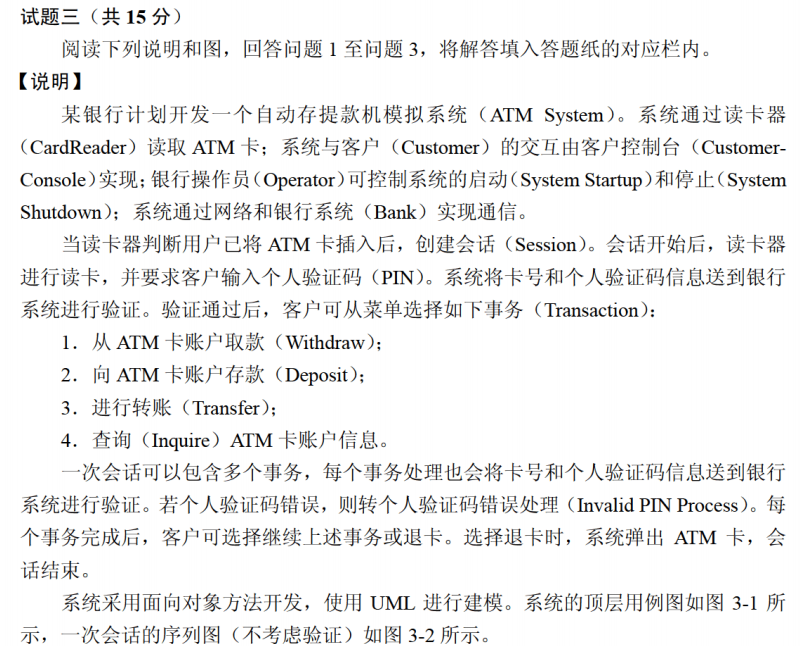 试题三（共 15 分）
阅读下列说明和图，回答问题 1 至问题 3，将解答填入答题纸的对应栏内。
【说明】
某银行计划开发一个自动存提款机模拟系统（ATM System）。系统通过读卡器
（CardReader）读取 ATM 卡；系统与客户（Customer）的交互由客户控制台（Customer-
Console）实现；银行操作员（Operator）可控制系统的启动（System Startup）和停止（System
Shutdown）；系统通过网络和银行系统（Bank）实现通信。
当读卡器判断用户已将 ATM 卡插入后，创建会话（Session）。会话开始后，读卡器
进行读卡，并要求客户输入个人验证码（PIN）。系统将卡号和个人验证码信息送到银行
系统进行验证。验证通过后，客户可从菜单选择如下事务（Transaction）：
1．从 ATM 卡账户取款（Withdraw）；
2．向 ATM 卡账户存款（Deposit）；
3．进行转账（Transfer）；
4．查询（Inquire）ATM 卡账户信息。
一次会话可以包含多个事务，每个事务处理也会将卡号和个人验证码信息送到银行
系统进行验证。若个人验证码错误，则转个人验证码错误处理（Invalid PIN Process）。每
个事务完成后，客户可选择继续上述事务或退卡。选择退卡时，系统弹出 ATM 卡，会
话结束。
系统采用面向对象方法开发，使用 UML 进行建模。系统的顶层用例图如图 3-1 所
示，一次会话的序列图（不考虑验证）如图 3-2 所示。